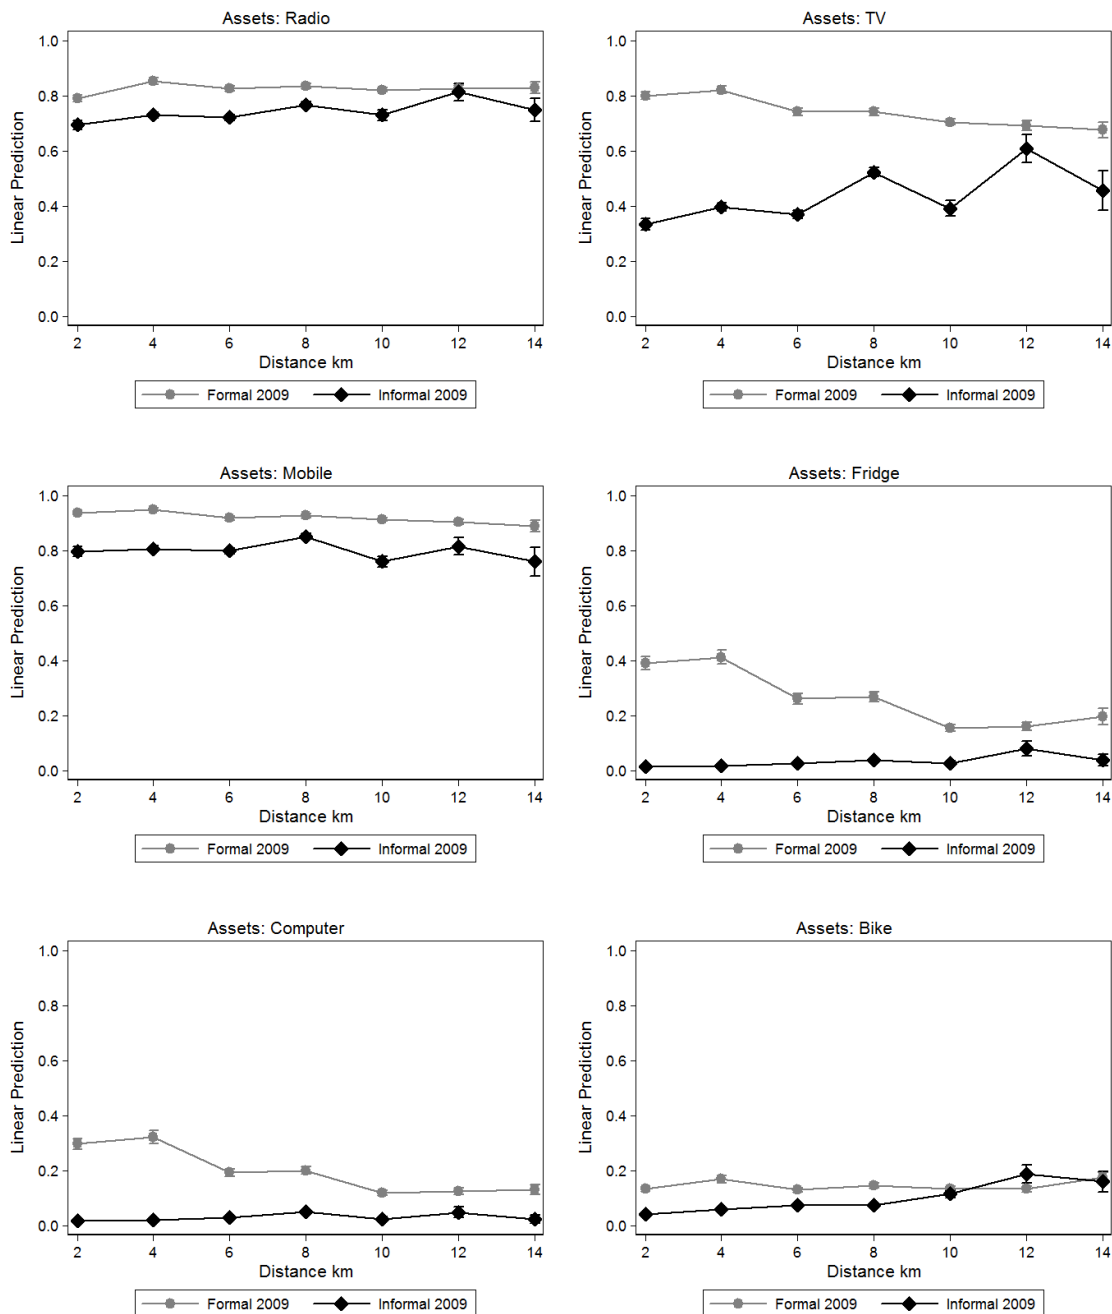 Assets: Radio
1.0
0.8
0.6
0.4
0.2
0.0
Linear Prediction
2 4 6 8 10 12 14
Distance km
Formal 2009 Informal 2009
Assets: TV
1.0
0.8
0.6
0.4
0.2
0.0
Linear Prediction
2 4 6 8 10 12 14
Distance km
Formal 2009 Informal 2009
Assets: Mobile
1.0
0.8
0.6
0.4
0.2
0.0
Linear Prediction
2 4 6 8 10 12 14
Distance km
Formal 2009 Informal 2009
Assets: Fridge
1.0
0.8
0.6
0.4
0.2
0.0
Linear Prediction
2 4 6 8 10 12 14
Distance km
Formal 2009 Informal 2009
Assets: Computer
1.0
0.8
0.6
0.4
0.2
0.0
Linear Prediction
2 4 6 8 10 12 14
Distance km
Formal 2009 Informal 2009
Assets: Bike
1.0
0.8
0.6
0.4
0.2
0.0
Linear Prediction
2 4 6 8 10 12 14
Distance km
Formal 2009 Informal 2009